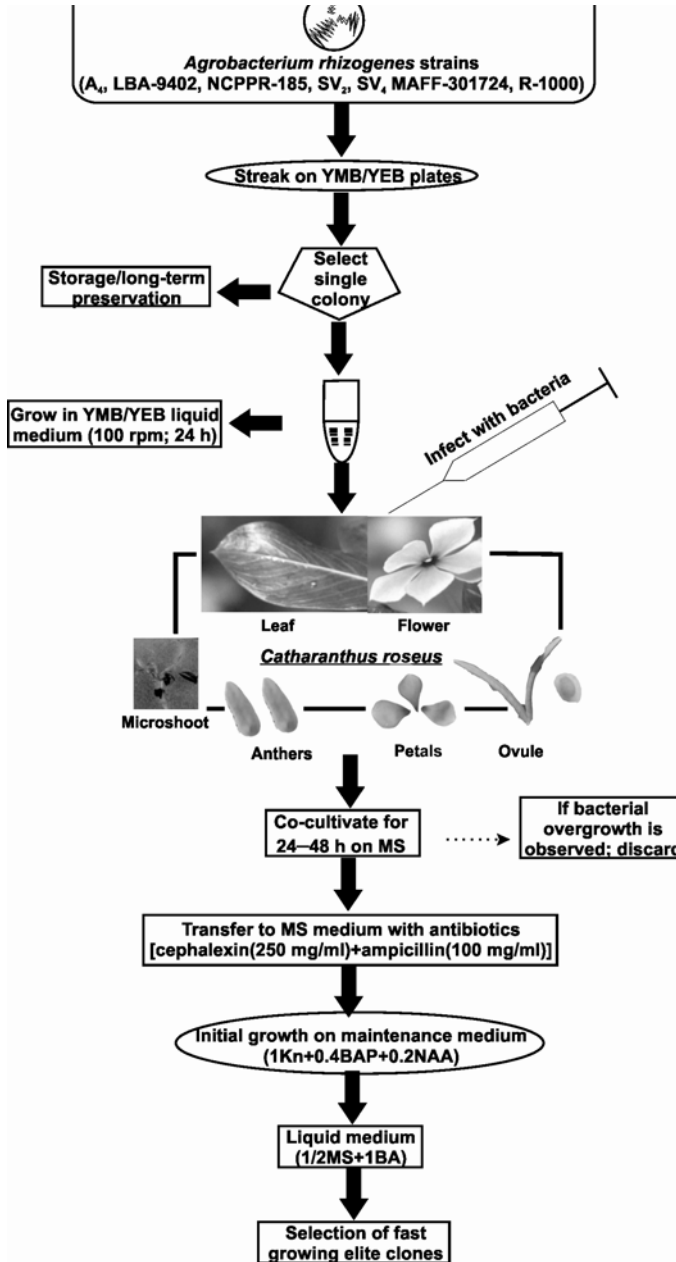 Agrobacterium rhizogenes strains
(A4, LBA-9402, NCPPR-185, SV2, SV4 MAFF-301724, R-1000)
Streak on YMB/YEB plates
Select
single
colony
Storage/long-term
preservation
Grow in YMB/YEB liquid
medium (100 rpm; 24 h)
Infect with bacteria
Leaf
Flower
Catharanthus roseus
Microshoot
Anthers
Petals
Ovule
Co-cultivate for
24–48 h on MS
If bacterial
overgrowth is
observed; discard
Transfer to MS medium with antibiotics
[cephalexin(250 mg/ml)+ampicillin(100 mg/ml)]
Initial growth on maintenance medium
(1Kn+0.4BAP+0.2NAA)
Liquid medium
(1/2MS+1BA)
Selection of fast
growing elite clones